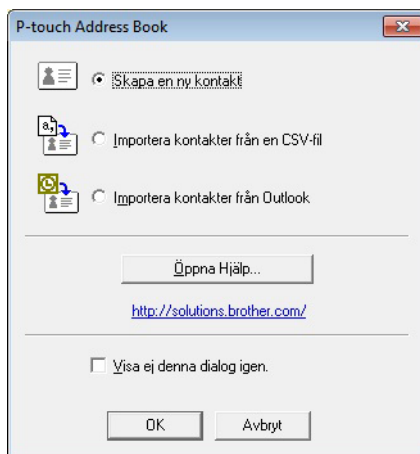 P-touch Address Book
Skapa en ny kontakt
a,
Importera kontakter från en CSV-fil
Importera kontakter från Outlook
Öppna Hjälp...
http://solutions.brother.com/
Visa ej denna dialog igen.
OK
Avbryt